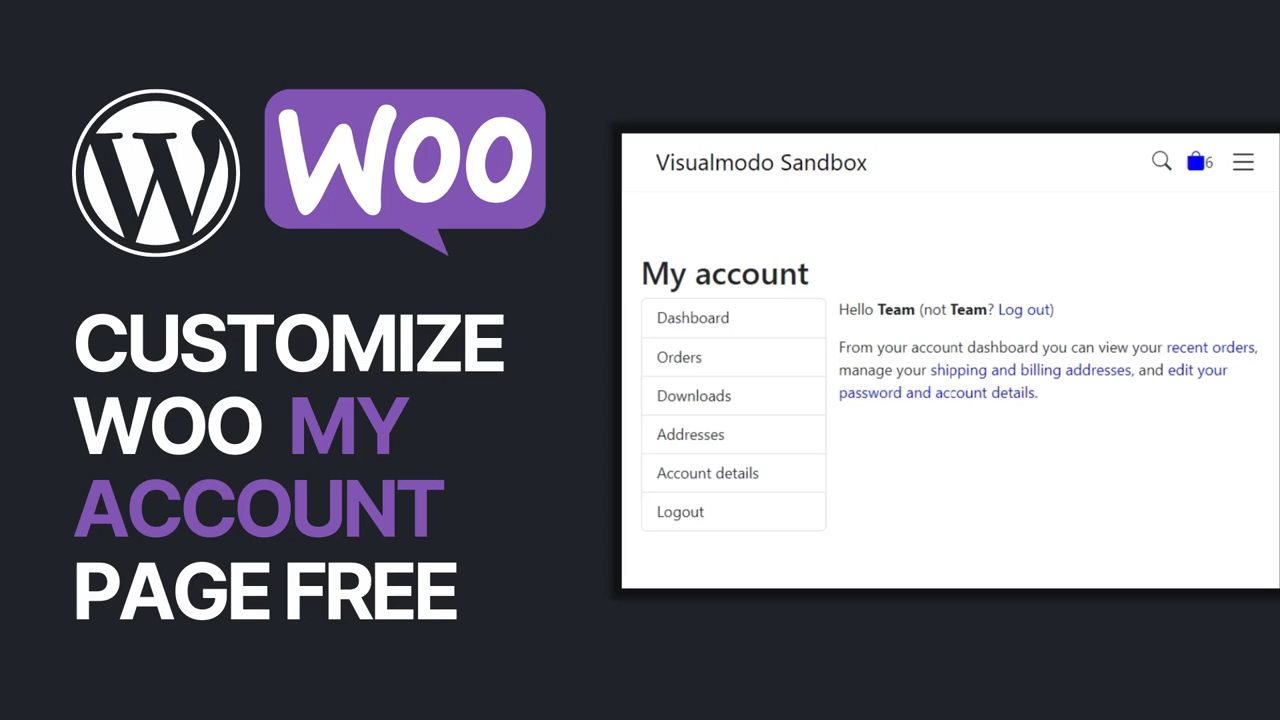 W WOO
CUSTOMIZE
WOO MY
ACCOUNT
PAGE FREE
Visualmodo Sandbox
6
My account
Dashboard
Orders
Downloads
Addresses
Account details
Logout
Hello Team (not Team? Log out)
From your account dashboard you can view your recent orders,
manage your shipping and billing addresses, and edit your
password and account details.